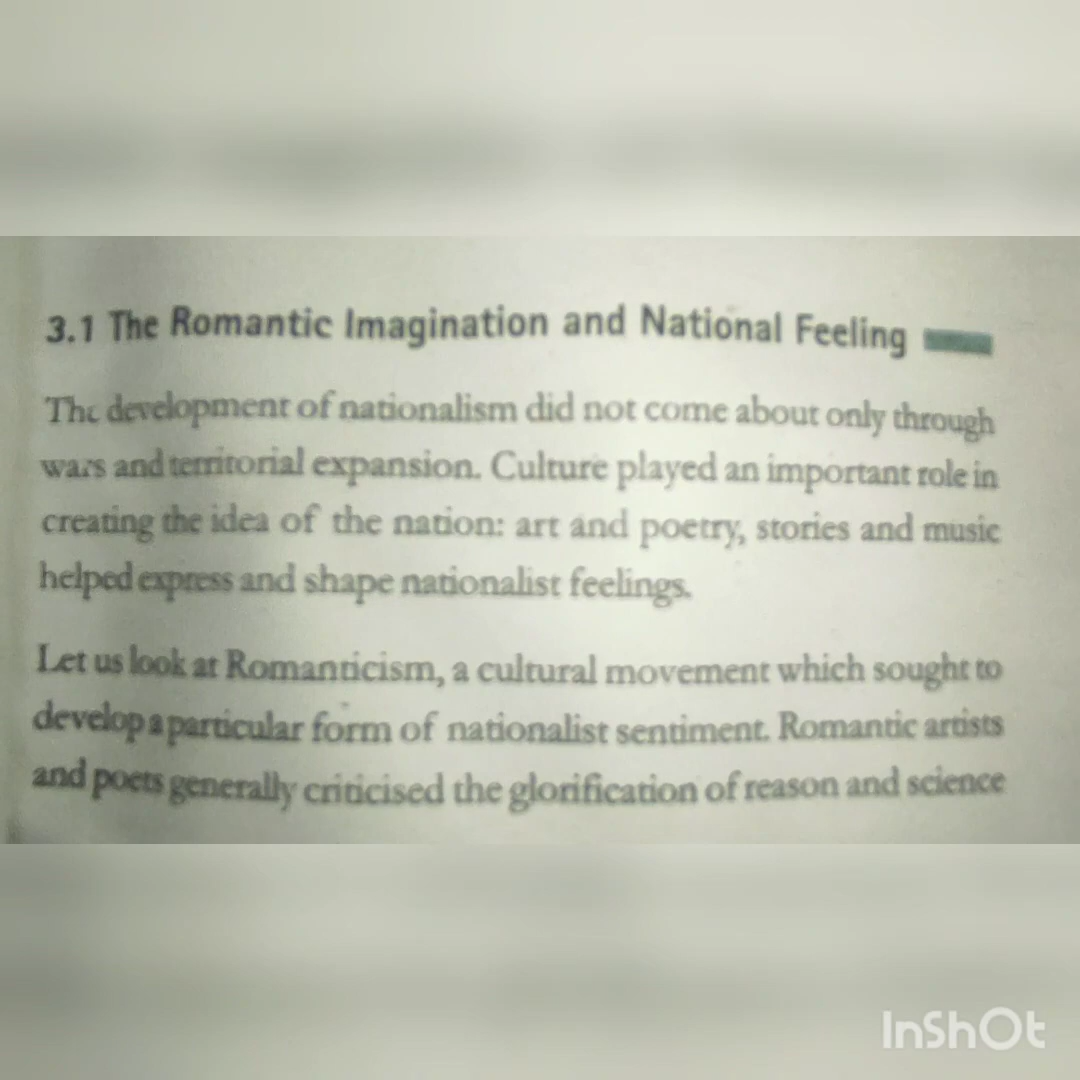 3.1 The Romantic Imagination and National Feeling
The development of nationalism did not come about only through
wars and territorial expansion. Culture played an important role in
creating the idea of the nation: art and poetry, stories and music
helped express and shape nationalist feelings.
Let us look at Romanticism, a cultural movement which sought to
develop a particular form of nationalist sentiment. Romantic artists
and poets generally criticised the glorification of reason and science
InShOt